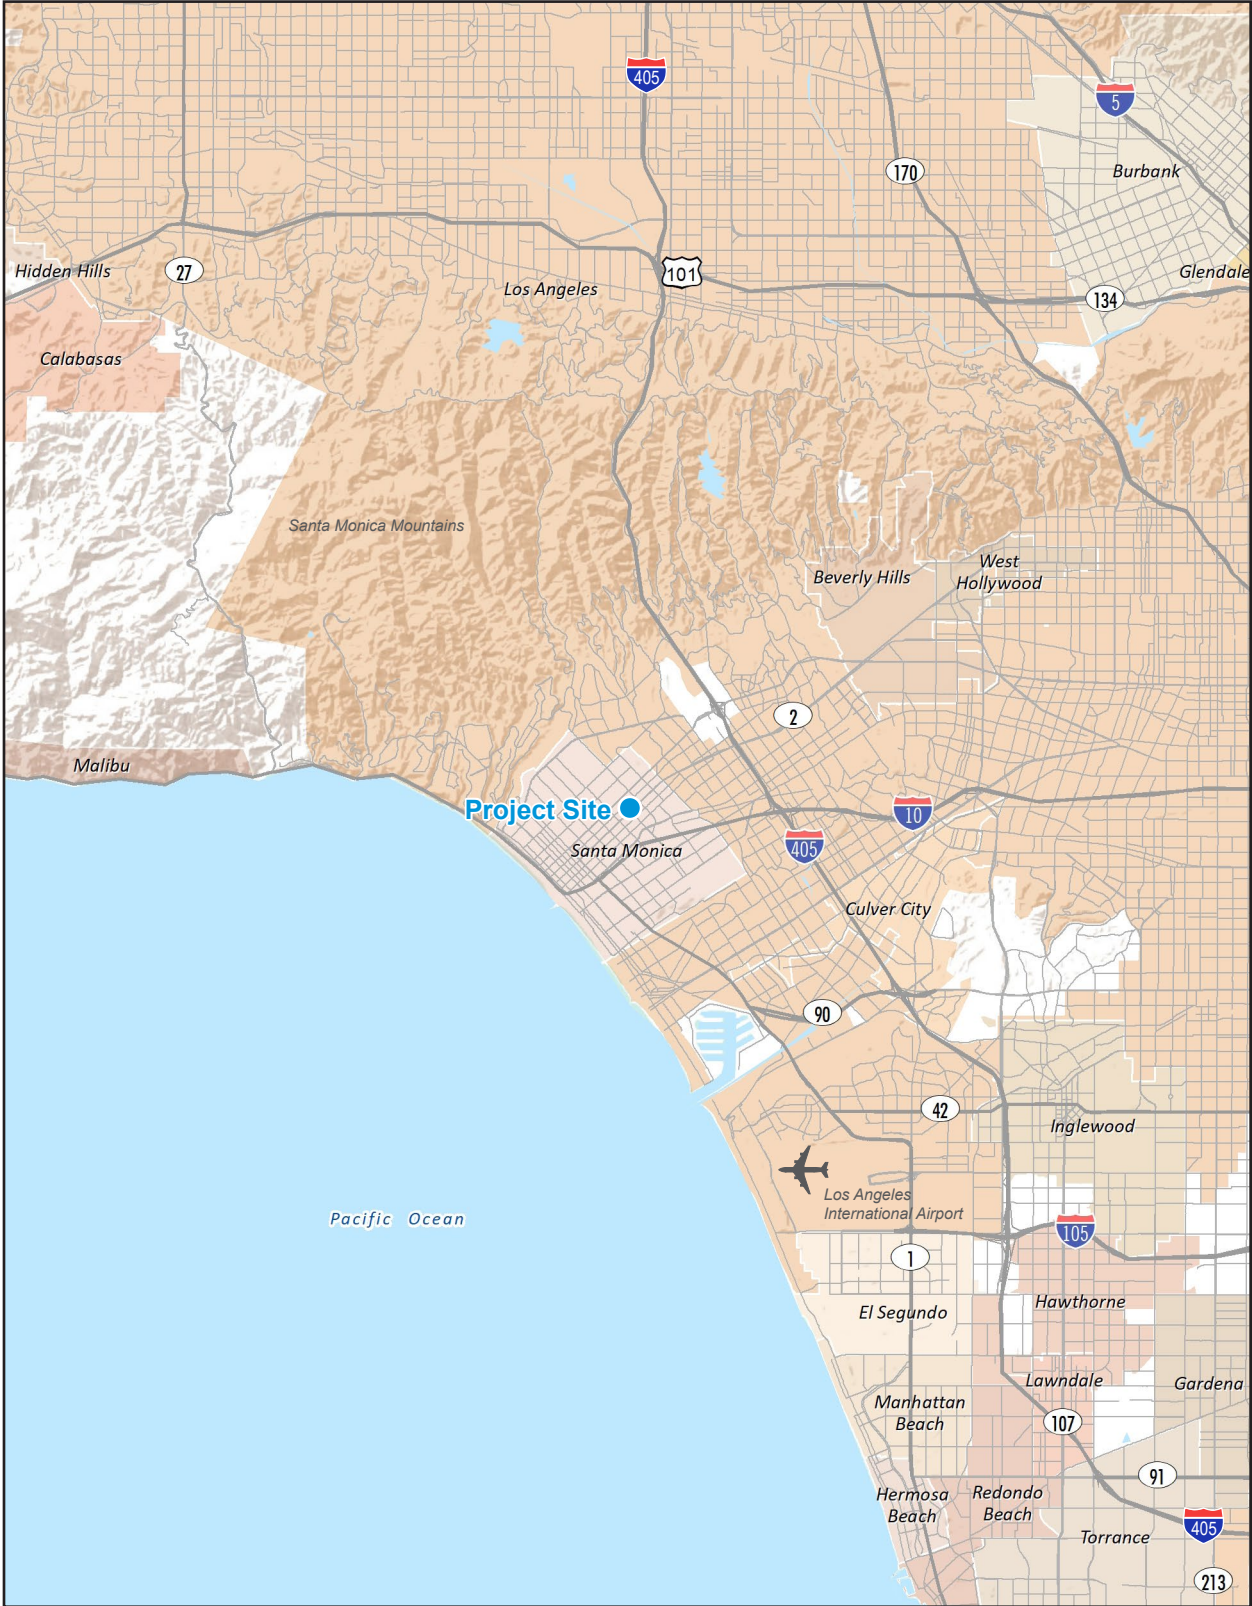 405
5
170
Burbank
Hidden Hills
27
101
Glendale
Los Angeles
134
Calabasas
Santa Monica Mountains
West
Hollywood
Beverly Hills
2
Malibu
Project Site
10
405
Santa Monica
Culver City
90
42
Inglewood
Los Angeles
International Airport
Pacific Ocean
105
1
Hawthorne
El Segundo
Lawndale
Gardena
Manhattan
Beach
107
91
Hermosa
Beach
Redondo
Beach
405
Torrance
213